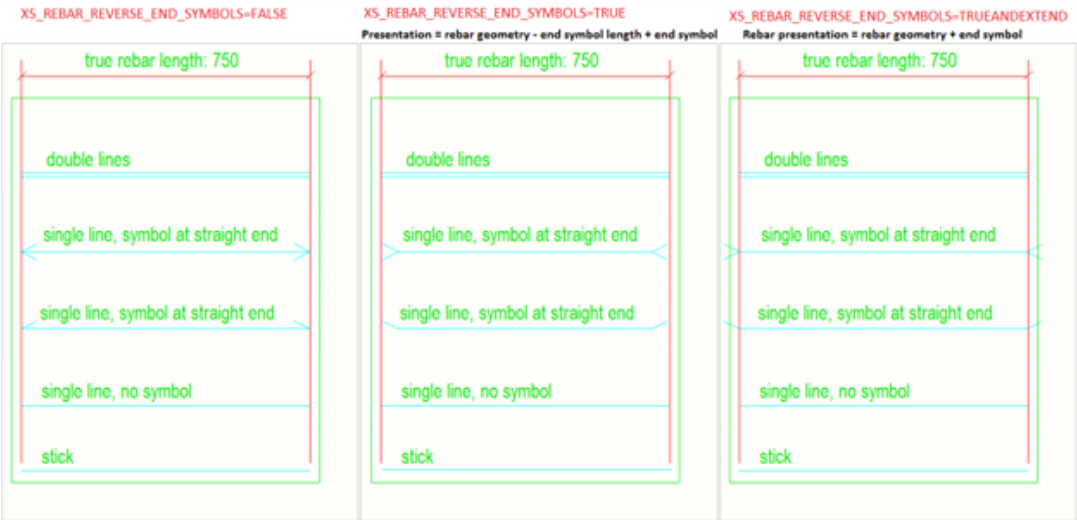 XS_REBAR_REVERSE_END_SYMBOLS=FALSE
true rebar length: 750
double lines
single line, symbol at straight end
single line, symbol at straight end
single line, no symbol
stick
XS_REBAR_REVERSE_END_SYMBOLS=TRUE
Presentation = rebar geometry - end symbol length + end symbol
true rebar length: 750
double lines
single line, symbol at straight end
single line, symbol at straight end
single line, no symbol
stick
XS_REBAR_REVERSE_END_SYMBOLS=TRUEANDEXTEND
Rebar presentation = rebar geometry + end symbol
true rebar length: 750
double lines
single line, symbol at straight end
single line, symbol at straight end
single line, no symbol
stick